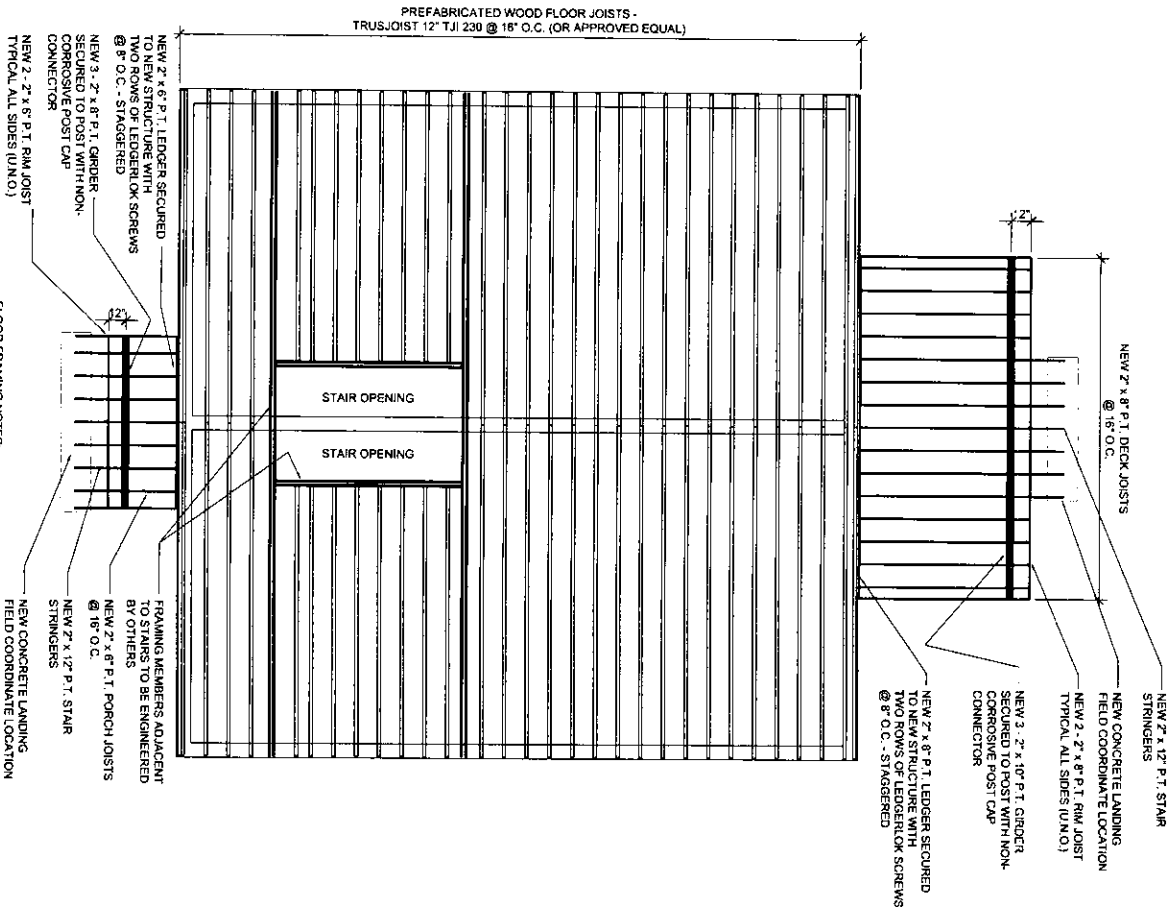 PREFABRICATED WOOD FLOOR JOISTS -
TRUSJOIST 12" TJI 230 @ 16" O.C. (OR APPROVED EQUAL)
NEW 2" x 12" P.T. STAIR
STRINGERS
NEW CONCRETE LANDING
FIELD COORDINATE LOCATION
NEW 2 - 2" x 8" P.T. RIM JOIST
TYPICAL ALL SIDES (U.N.O.)
NEW 3 - 2" x 10" P.T. GIRDER
SECURED TO POST WITH NON-
CORROSIVE POST CAP
CONNECTOR
NEW 2" x 8" P.T. LEDGER SECURED
TO NEW STRUCTURE WITH
TWO ROWS OF LEDGERLOK SCREWS
@ 8" O.C. - STAGGERED
NEW 2" x 8" P.T. DECK JOISTS
@ 16" O.C.
2"
STAIR OPENING
STAIR OPENING
NEW 2" x 6" P.T. LEDGER SECURED
TO NEW STRUCTURE WITH
TWO ROWS OF LEDGERLOK SCREWS
@ 8" O.C. - STAGGERED
NEW 3 - 2" x 8" P.T. GIRDER
SECURED TO POST WITH NON-
CORROSIVE POST CAP
CONNECTOR
NEW 2 - 2" x 6" P.T. RIM JOIST
TYPICAL ALL SIDES (U.N.O.)
12"
FRAMING MEMBERS ADJACENT
TO STAIRS TO BE ENGINEERED
BY OTHERS
NEW 2" x 6" P.T. PORCH JOISTS
@ 16" O.C.
NEW 2" x 12" P.T. STAIR
STRINGERS
NEW CONCRETE LANDING
FIELD COORDINATE LOCATION